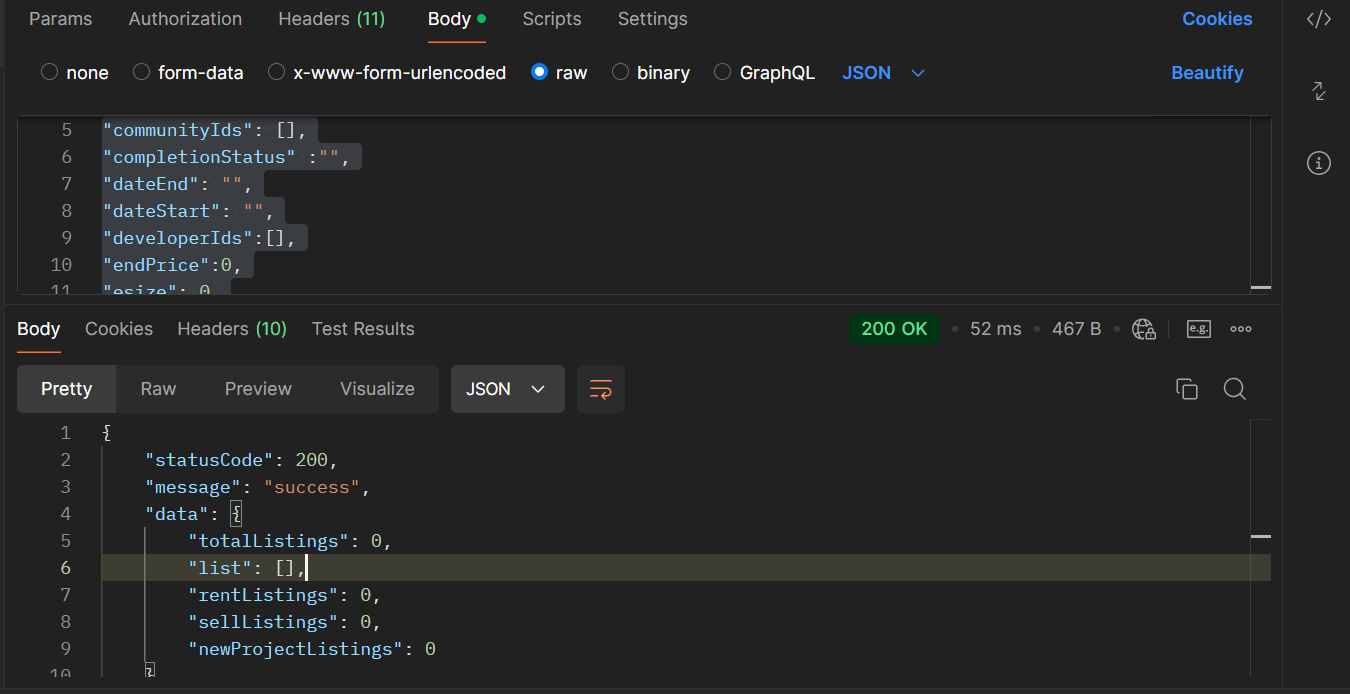 Params Authorization Headers (11) Body Scripts Settings Cookies
none form-data x-www-form-urlencoded raw binary GraphQL JSON Beautify
5 "communityIds": [],
6 "completionStatus" :"",
7 "dateEnd": "",
8 "dateStart": "",
9 "developerIds":[],
10 "endPrice":0,
11 "esize": 0
Body Cookies Headers (10) Test Results 200 OK 52 ms 467 B e.g.
Pretty Raw Preview Visualize JSON
1 {
2 "statusCode": 200,
3 "message": "success",
4 "data": {
5 "totalListings": 0,
6 "list": [],
7 "rentListings": 0,
8 "sellListings": 0,
9 "newProjectListings": 0
10 }